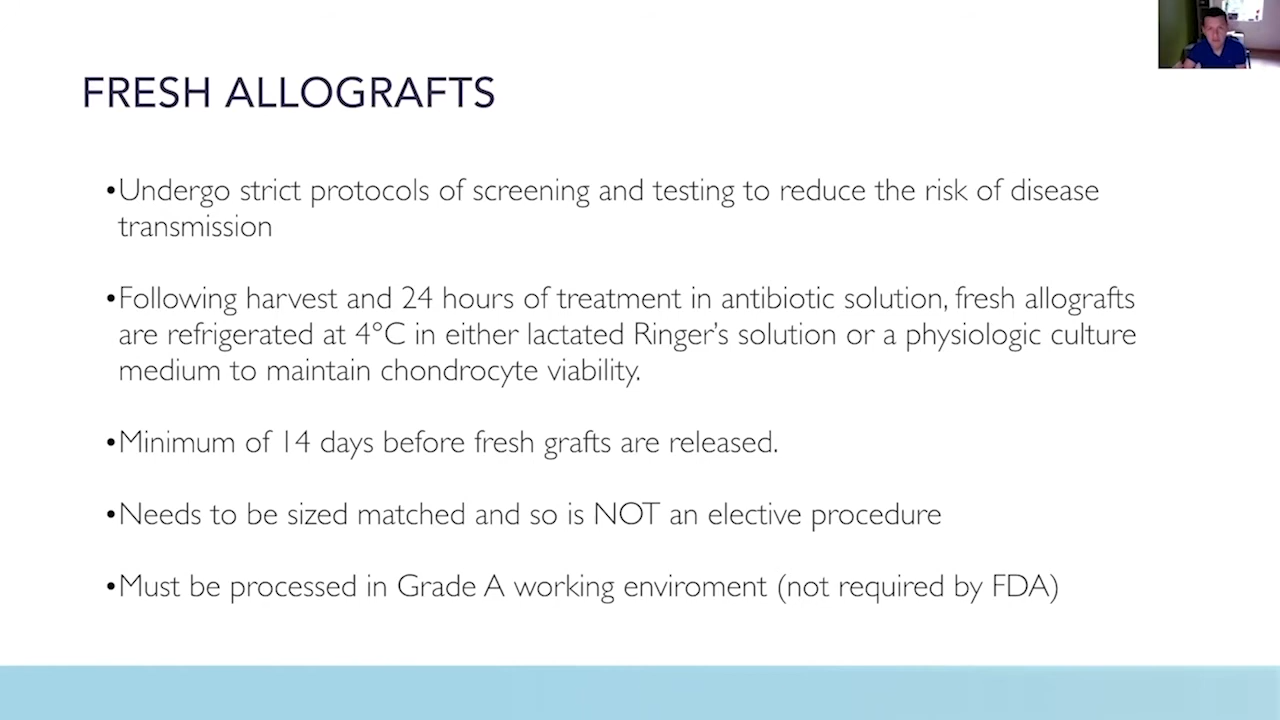 FRESH ALLOGRAFTS
•Undergo strict protocols of screening and testing to reduce the risk of disease
transmission
•Following harvest and 24 hours of treatment in antibiotic solution, fresh allografts
are refrigerated at 4°C in either lactated Ringer’s solution or a physiologic culture
medium to maintain chondrocyte viability.
•Minimum of 14 days before fresh grafts are released.
•Needs to be sized matched and so is NOT an elective procedure
•Must be processed in Grade A working enviroment (not required by FDA)